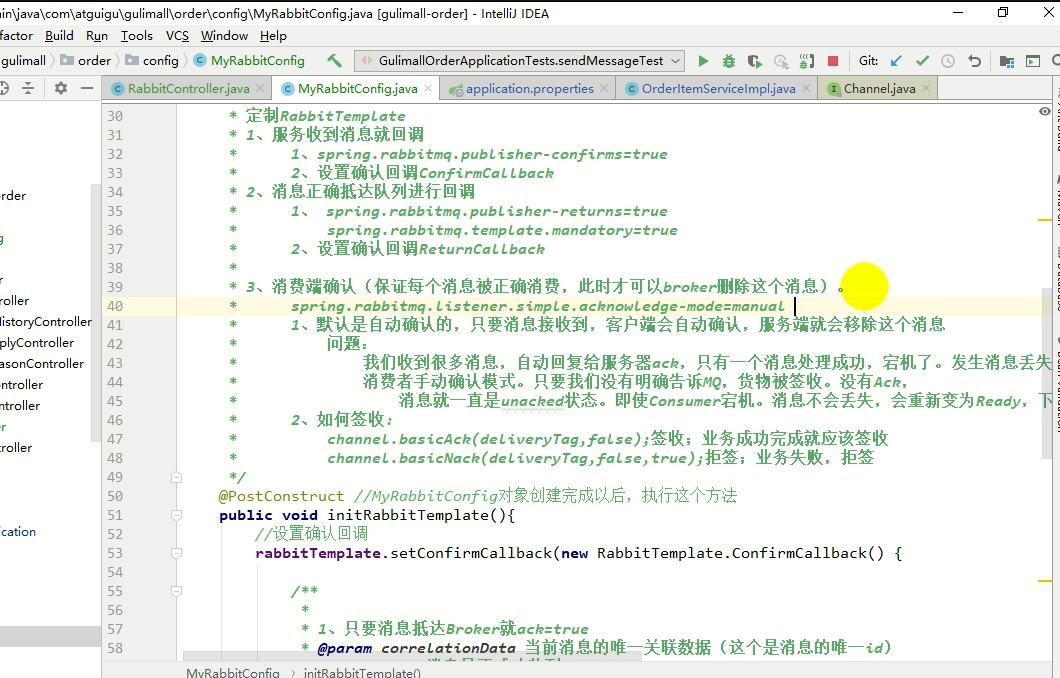 ain\java\com\atguigu\gulimall\order\config\MyRabbitConfig.java [gulimall-order] - IntelliJ IDEA
factor Build Run Tools VCS Window Help
gulimall order config MyRabbitConfig GulimallOrderApplicationTests.sendMessageTest Git:
RabbitController.java MyRabbitConfig.java application.properties OrderItemServiceImpl.java Channel.java
30 * 定制RabbitTemplate
31 * 1、服务收到消息就回调
32 * 1、spring.rabbitmq.publisher-confirms=true
33 * 2、设置确认回调ConfirmCallback
34 * 2、消息正确抵达队列进行回调
35 * 1、 spring.rabbitmq.publisher-returns=true
36 * spring.rabbitmq.template.mandatory=true
37 * 2、设置确认回调ReturnCallback
38 *
39 * 3、消费端确认（保证每个消息被正确消费，此时才可以broker删除这个消息）。
40 * spring.rabbitmq.listener.simple.acknowledge-mode=manual
41 * 1、默认是自动确认的，只要消息接收到，客户端会自动确认，服务端就会移除这个消息
42 * 问题：
43 * 我们收到很多消息，自动回复给服务器ack，只有一个消息处理成功，宕机了。发生消息丢失
44 * 消费者手动确认模式。只要我们没有明确告诉MQ，货物被签收。没有Ack，
45 * 消息就一直是unacked状态。即使Consumer宕机。消息不会丢失，会重新变为Ready，下
46 * 2、如何签收：
47 * channel.basicAck(deliveryTag,false);签收；业务成功完成就应该签收
48 * channel.basicNack(deliveryTag,false,true);拒签；业务失败，拒签
49 */
50 @PostConstruct //MyRabbitConfig对象创建完成以后，执行这个方法
51 public void initRabbitTemplate(){
52 //设置确认回调
53 rabbitTemplate.setConfirmCallback(new RabbitTemplate.ConfirmCallback() {
54
55 /**
56 *
57 * 1、只要消息抵达Broker就ack=true
58 * @param correlationData 当前消息的唯一关联数据（这个是消息的唯一id）
order
g
r
roller
HistoryController
plyController
asonController
ntroller
ntroller
er
roller
ication
MyRabbitConfig › initRabbitTemplate()